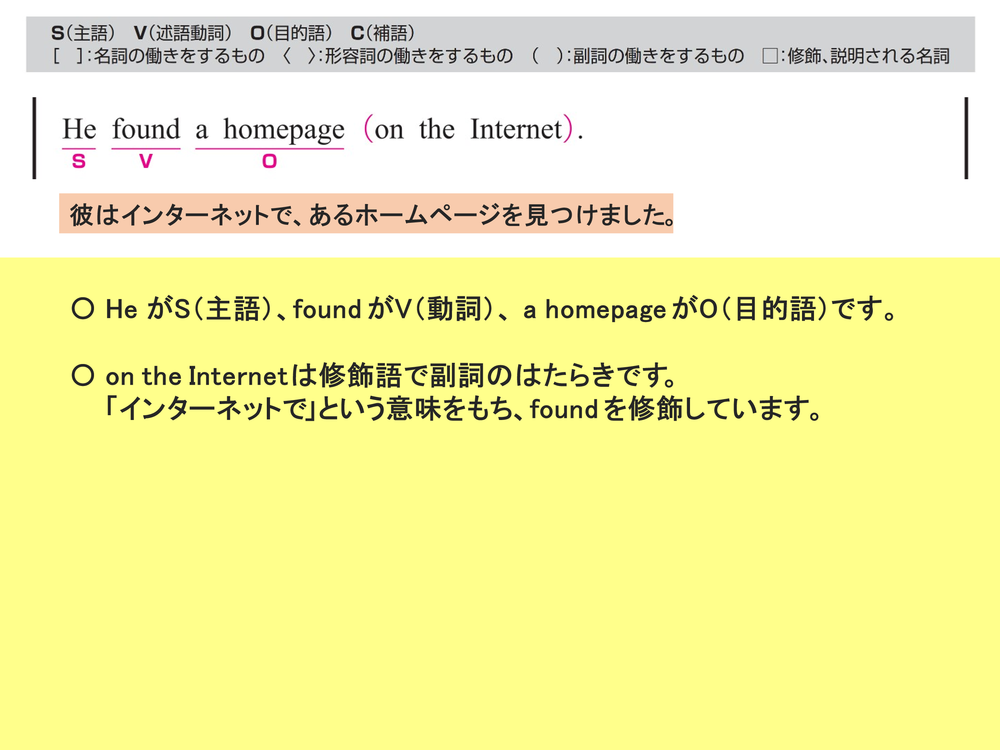 S（主語）　V（述語動詞）　O（目的語）　C（補語）
［　］：名詞の働きをするもの　〈　〉：形容詞の働きをするもの　（　）：副詞の働きをするもの　□：修飾、説明される名詞
He found a homepage (on the Internet).
S V O
彼はインターネットで、あるホームページを見つけました。
○ He がS（主語）、found がV（動詞）、a homepage がO（目的語）です。
○ on the Internetは修飾語で副詞のはたらきです。
「インターネットで」という意味をもち、foundを修飾しています。